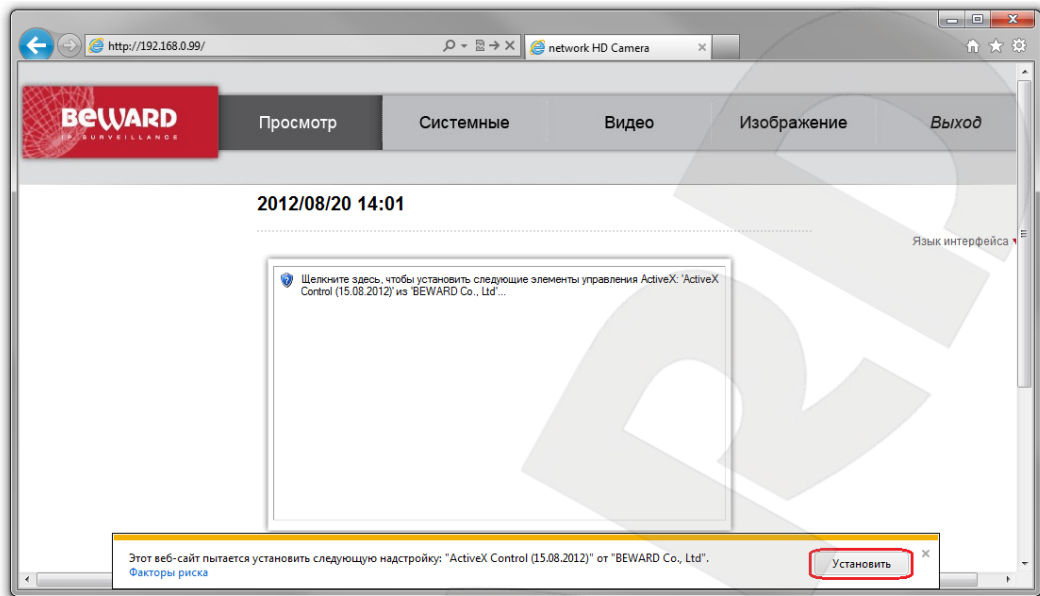 http://192.168.0.99/
network HD Camera
BEWARD
IP SURVEILLANCE
Просмотр
Системные
Видео
Изображение
Выход
2012/08/20 14:01
Язык интерфейса
Щелкните здесь, чтобы установить следующие элементы управления ActiveX: 'ActiveX
Control (15.08.2012)' из 'BEWARD Co., Ltd'...
Этот веб-сайт пытается установить следующую надстройку: "ActiveX Control (15.08.2012)" от "BEWARD Co., Ltd".
Факторы риска
Установить